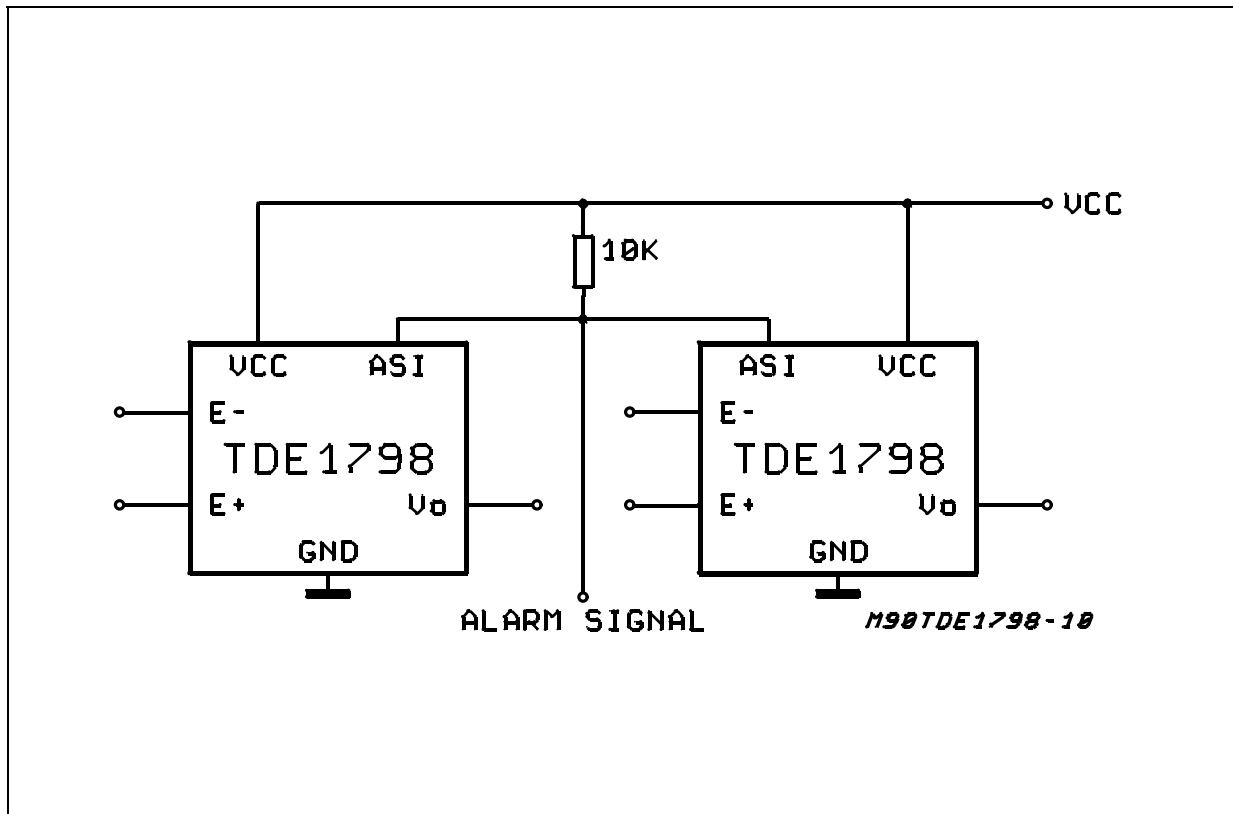 VCC
10K
VCC ASI
E-
TDE1798
E+ Vo
GND
ASI VCC
E-
TDE1798
E+ Vo
GND
ALARM SIGNAL
M90TDE1798-10